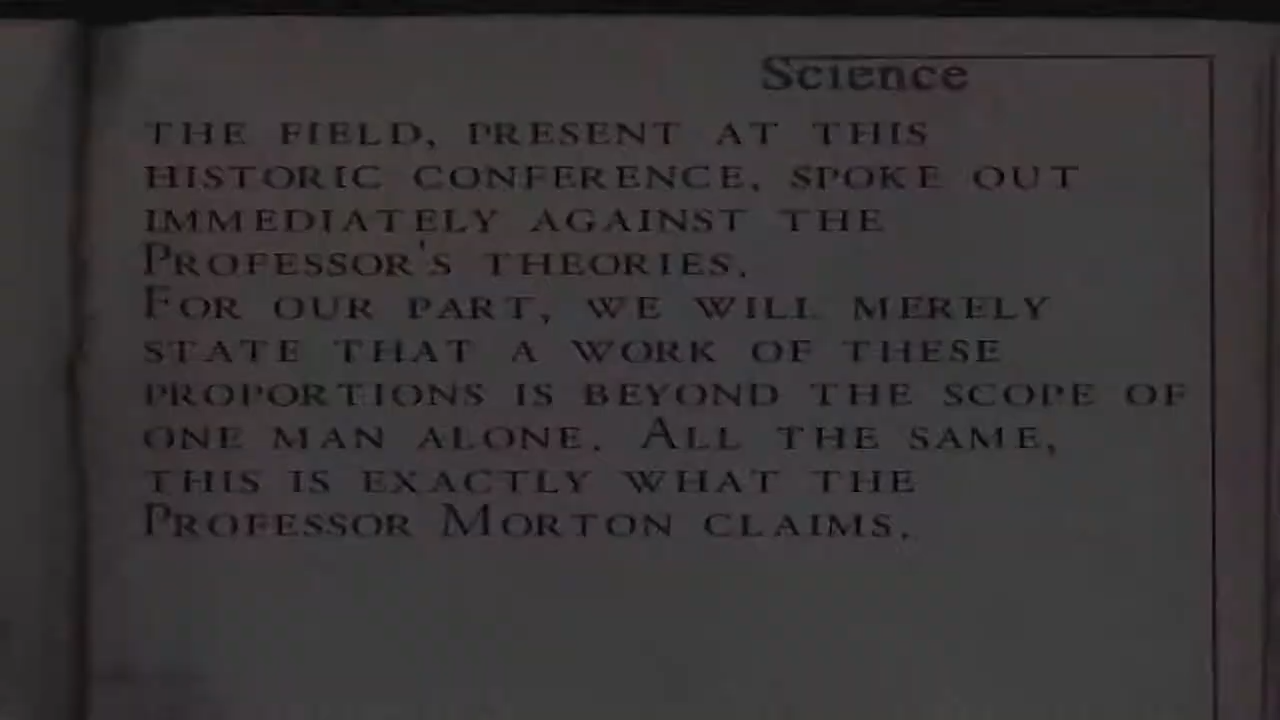 Science
THE FIELD, PRESENT AT THIS
HISTORIC CONFERENCE, SPOKE OUT
IMMEDIATELY AGAINST THE
PROFESSOR'S THEORIES.
FOR OUR PART, WE WILL MERELY
STATE THAT A WORK OF THESE
PROPORTIONS IS BEYOND THE SCOPE OF
ONE MAN ALONE. ALL THE SAME,
THIS IS EXACTLY WHAT THE
PROFESSOR MORTON CLAIMS.